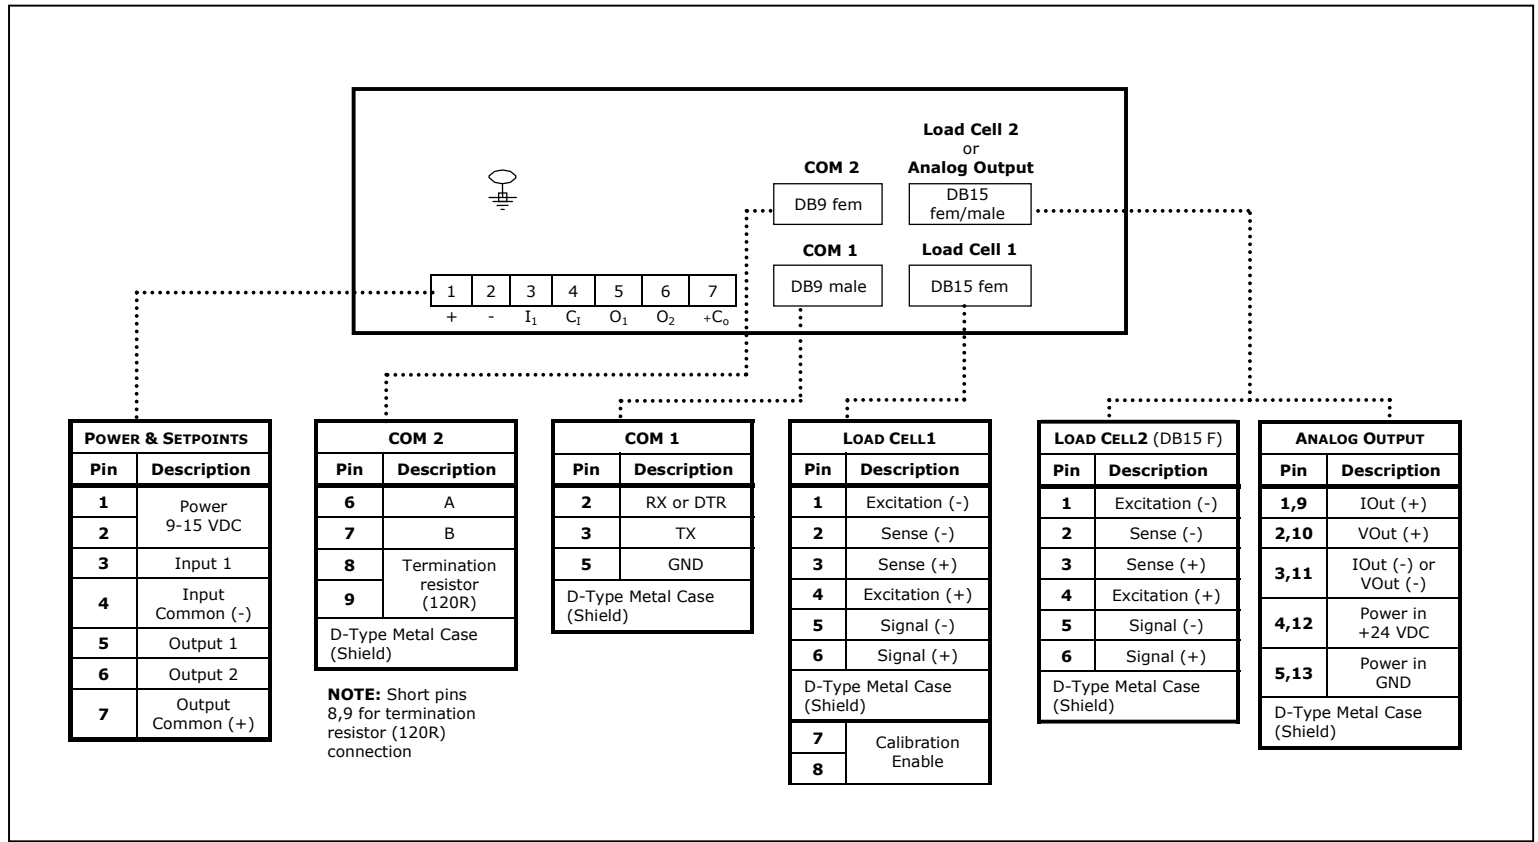 Load Cell 2
or
Analog Output
COM 2
DB9 fem
DB15
fem/male
COM 1
Load Cell 1
DB9 male
DB15 fem
1 2 3 4 5 6 7
+ - I₁ C_I O₁ O₂ +Cₒ
POWER & SETPOINTS
Pin Description
1
2
Power
9-15 VDC
3 Input 1
4 Input
Common (-)
5 Output 1
6 Output 2
7 Output
Common (+)
COM 2
Pin Description
6 A
7 B
8
9
Termination
resistor
(120R)
D-Type Metal Case
(Shield)
NOTE: Short pins
8,9 for termination
resistor (120R)
connection
COM 1
Pin Description
2 RX or DTR
3 TX
5 GND
D-Type Metal Case
(Shield)
LOAD CELL1
Pin Description
1 Excitation (-)
2 Sense (-)
3 Sense (+)
4 Excitation (+)
5 Signal (-)
6 Signal (+)
D-Type Metal Case
(Shield)
7
8
Calibration
Enable
LOAD CELL2 (DB15 F)
Pin Description
1 Excitation (-)
2 Sense (-)
3 Sense (+)
4 Excitation (+)
5 Signal (-)
6 Signal (+)
D-Type Metal Case
(Shield)
ANALOG OUTPUT
Pin Description
1,9 IOut (+)
2,10 VOut (+)
3,11 IOut (-) or
VOut (-)
4,12 Power in
+24 VDC
5,13 Power in
GND
D-Type Metal Case
(Shield)